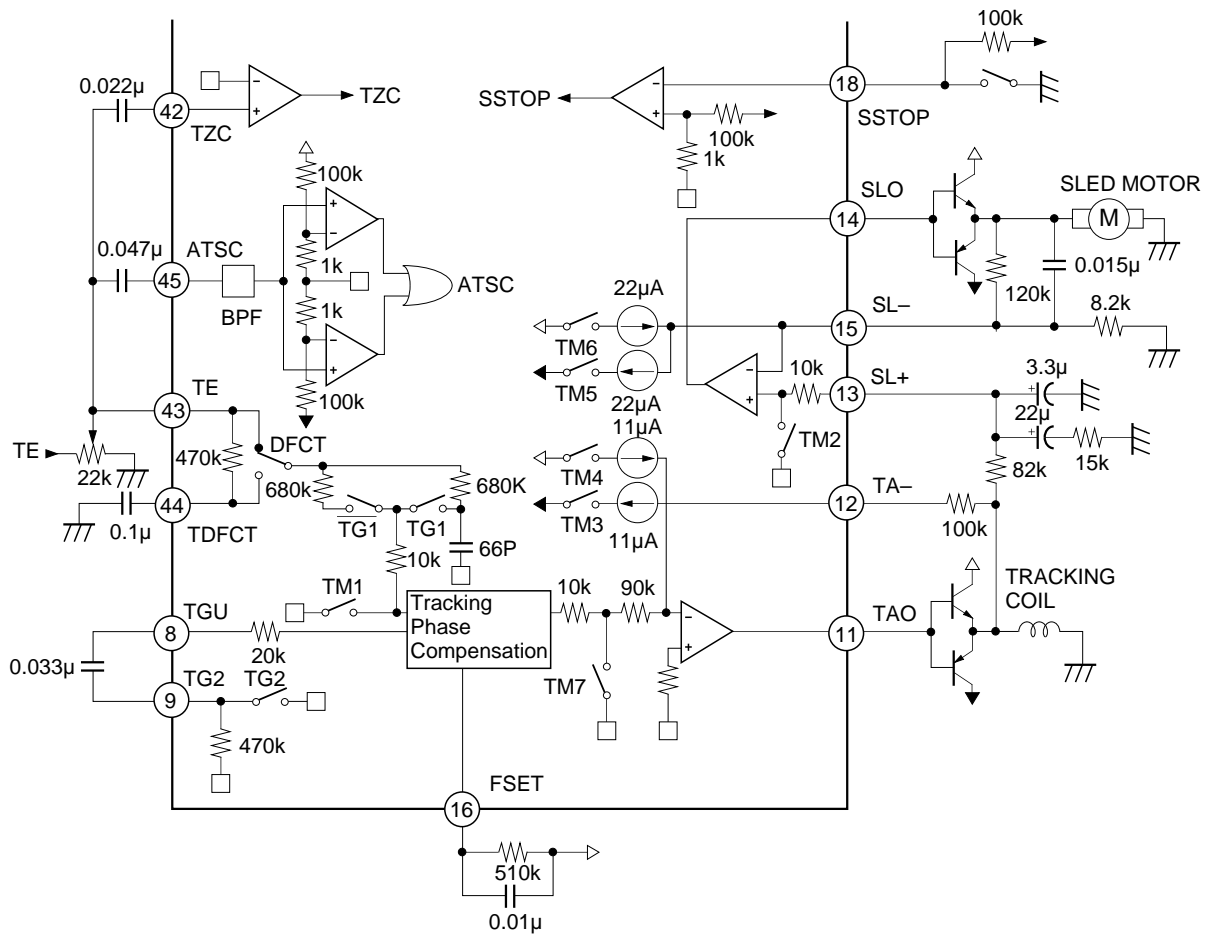 100k
0.022µ
42
−
+
TZC
TZC
SSTOP
−
+
100k
1k
18
SSTOP
100k
+
−
1k
0.047µ
ATSC
45
BPF
1k
−
+
100k
ATSC
SLO
14
SLED MOTOR
M
0.015µ
120k
22µA
TM6
TM5
22µA
15
SL–
8.2k
−
+
10k
13
SL+
TM2
3.3µ
+
22µ
+
15k
82k
TE
43
TE
22k
470k
DFCT
44
0.1µ
TDFCT
680k
680K
TG1
TG1
66P
10k
11µA
TM4
TM3
11µA
12
TA–
100k
TM1
Tracking
Phase
Compensation
10k
90k
−
+
TM7
TAO
11
TRACKING
COIL
TGU
8
20k
0.033µ
TG2
9
TG2
470k
FSET
16
510k
0.01µ